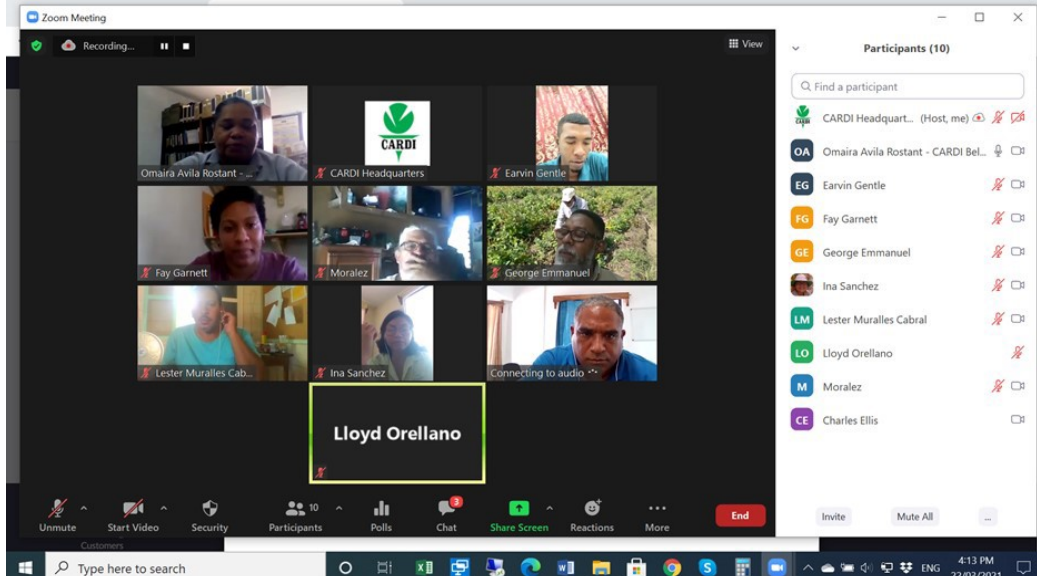 Zoom Meeting
Recording...
View
Participants (10)
Find a participant
CARDI Headquart... (Host, me)
OA Omaira Avila Rostant - CARDI Bel...
EG Earvin Gentle
FG Fay Garnett
GE George Emmanuel
Ina Sanchez
LM Lester Muralles Cabral
LO Lloyd Orellano
M Moralez
CE Charles Ellis
Omaira Avila Rostant - ...
CARDI
CARDI Headquarters
Earvin Gentle
Fay Garnett
Moralez
George Emmanuel
Lester Muralles Cab...
Ina Sanchez
Connecting to audio
Lloyd Orellano
Unmute
Start Video
Security
10
Participants
Polls
3
Chat
Share Screen
Reactions
More
End
Invite
Mute All
...
Customers
Type here to search
ENG
4:13 PM
22/03/2021